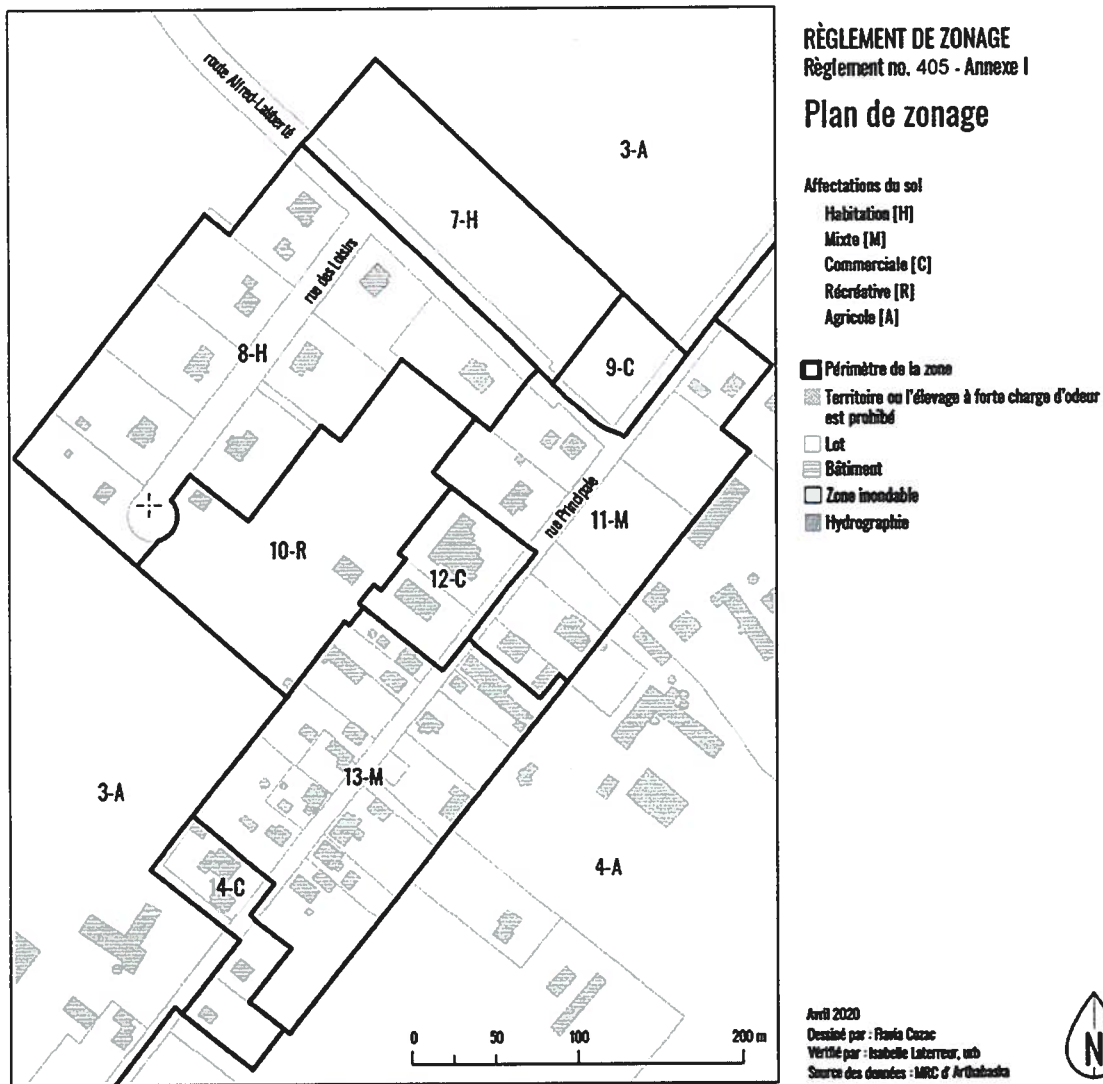 RÈGLEMENT DE ZONAGE
Règlement no. 405 - Annexe I
Plan de zonage
Affectations du sol
Habitation [H]
Mixte [M]
Commerciale [C]
Récréative [R]
Agricole [A]
Périmètre de la zone
Territoire ou l'élevage à forte charge d'odeur
est prohibé
Lot
Bâtiment
Zone inondable
Hydrographie
route Alfred-Laliberté
3-A
7-H
rue des Loisirs
8-H
9-C
rue Principale
11-M
10-R
12-C
13-M
3-A
4-A
4-C
0 50 100 200 m
Avril 2020
Dessiné par : Flavia Cozac
Vérifié par : Isabelle Laterreur, urb
Source des données : MRC d'Arthabaska
N